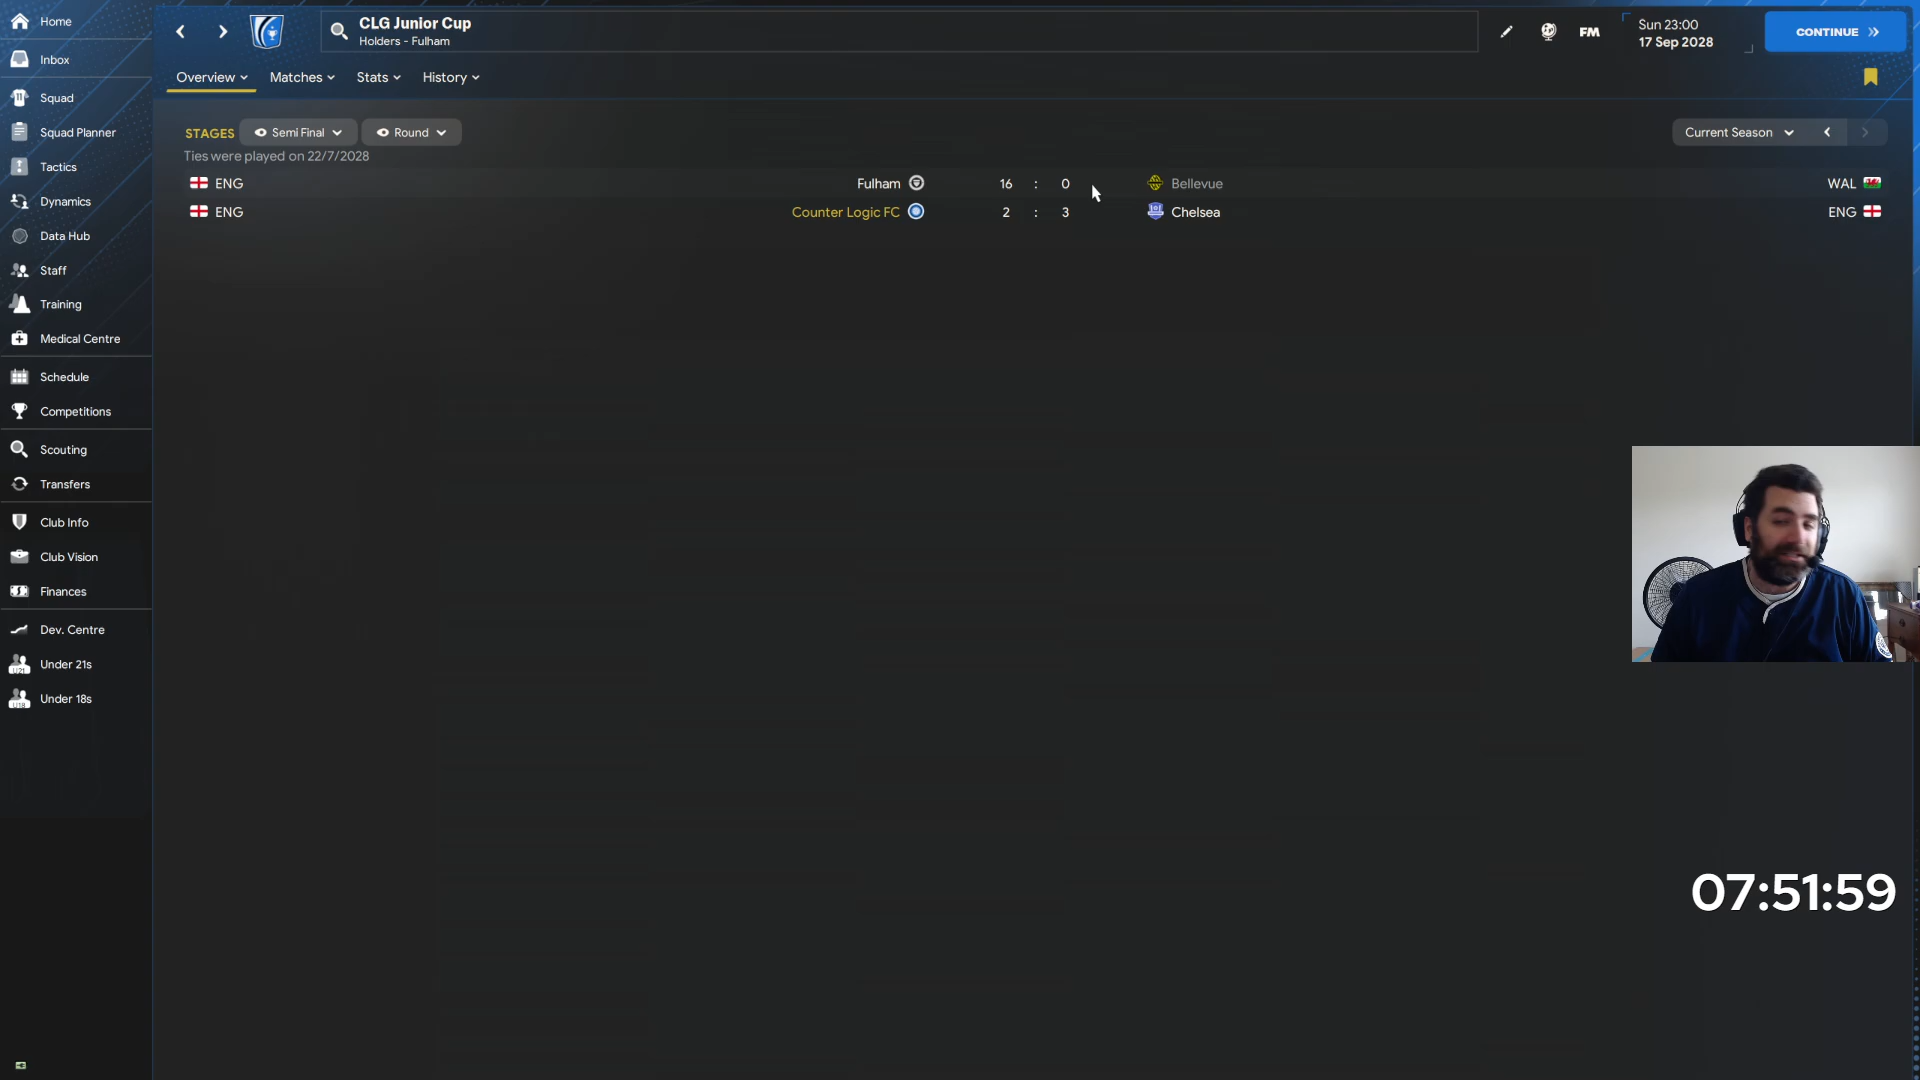 Home
Inbox
Squad
Squad Planner
Tactics
Dynamics
Data Hub
Staff
Training
Medical Centre
Schedule
Competitions
Scouting
Transfers
Club Info
Club Vision
Finances
Dev. Centre
Under 21s
Under 18s
CLG Junior Cup
Holders - Fulham
FM
Sun 23:00
17 Sep 2028
CONTINUE
Overview
Matches
Stats
History
STAGES
Semi Final
Round
Current Season
Ties were played on 22/7/2028
ENG Fulham 16 : 0 Bellevue WAL
ENG Counter Logic FC 2 : 3 Chelsea ENG
07:51:59